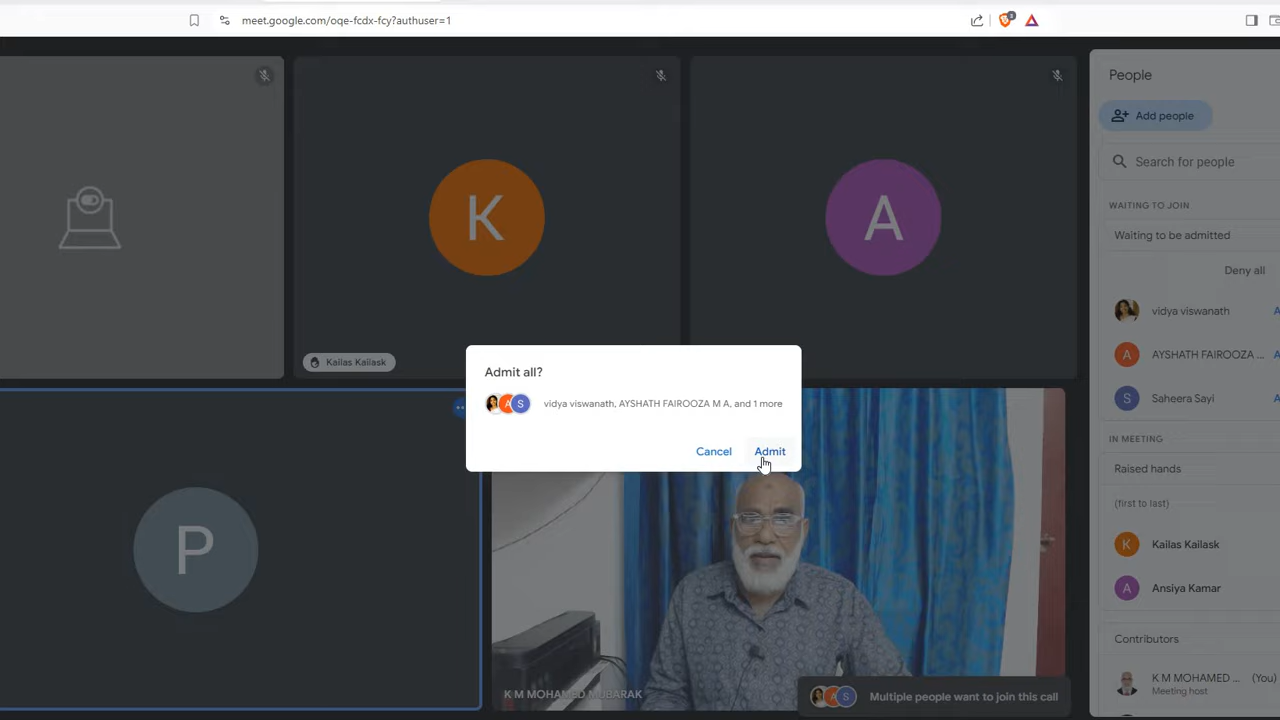 meet.google.com/oqe-fcdx-fcy?authuser=1
3
K
A
Kailas Kailask
P
K M MOHAMED MUBARAK
Admit all?
A
S
vidya viswanath, AYSHATH FAIROOZA M A, and 1 more
Cancel
Admit
A
S
Multiple people want to join this call
People
Add people
Search for people
WAITING TO JOIN
Waiting to be admitted
Deny all
vidya viswanath
A
AYSHATH FAIROOZA ...
S
Saheera Sayi
IN MEETING
Raised hands
(first to last)
K
Kailas Kailask
A
Ansiya Kamar
Contributors
K M MOHAMED ... (You)
Meeting host